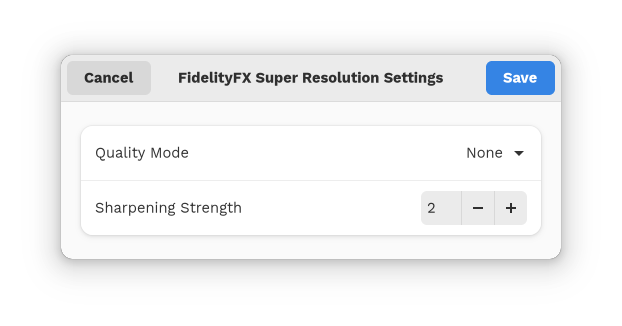 Cancel FidelityFX Super Resolution Settings Save
Quality Mode None
Sharpening Strength 2 − +